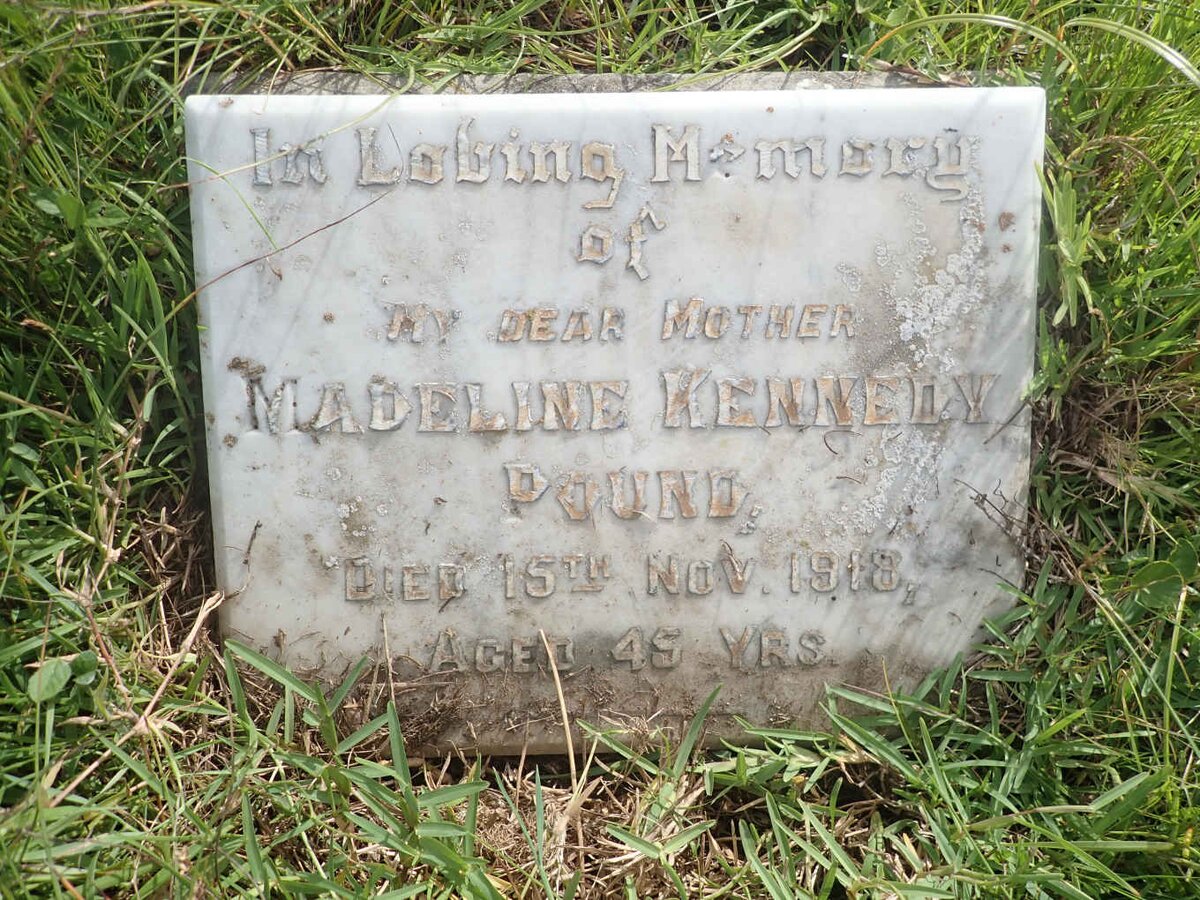 In Loving Memory
of
MY DEAR MOTHER
MADELINE KENNEDY
POUND,
DIED 15TH NOV. 1918,
AGED 45 YRS.